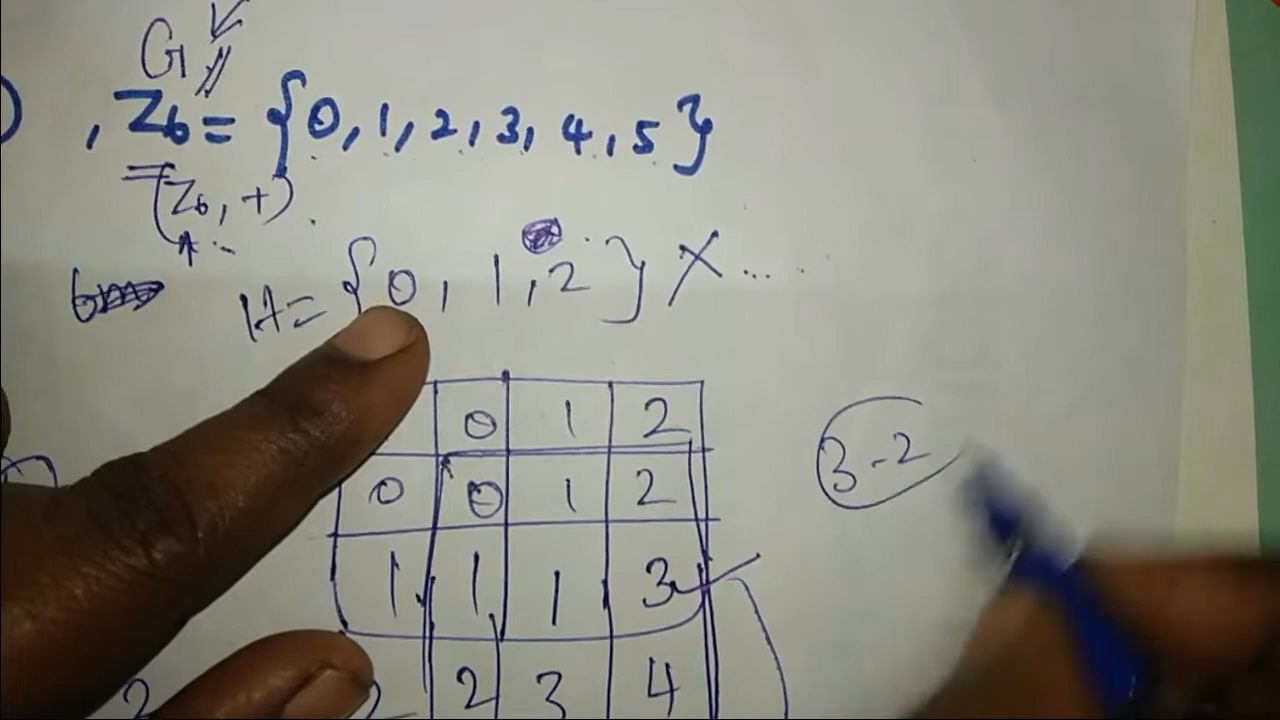 G
, Z6 = {0, 1, 2, 3, 4, 5}
(Z6, +).
H = {0, 1, 2} X ...
0 1 2
3-2
0 0 1 2
1 1 1 3
2 2 3 4